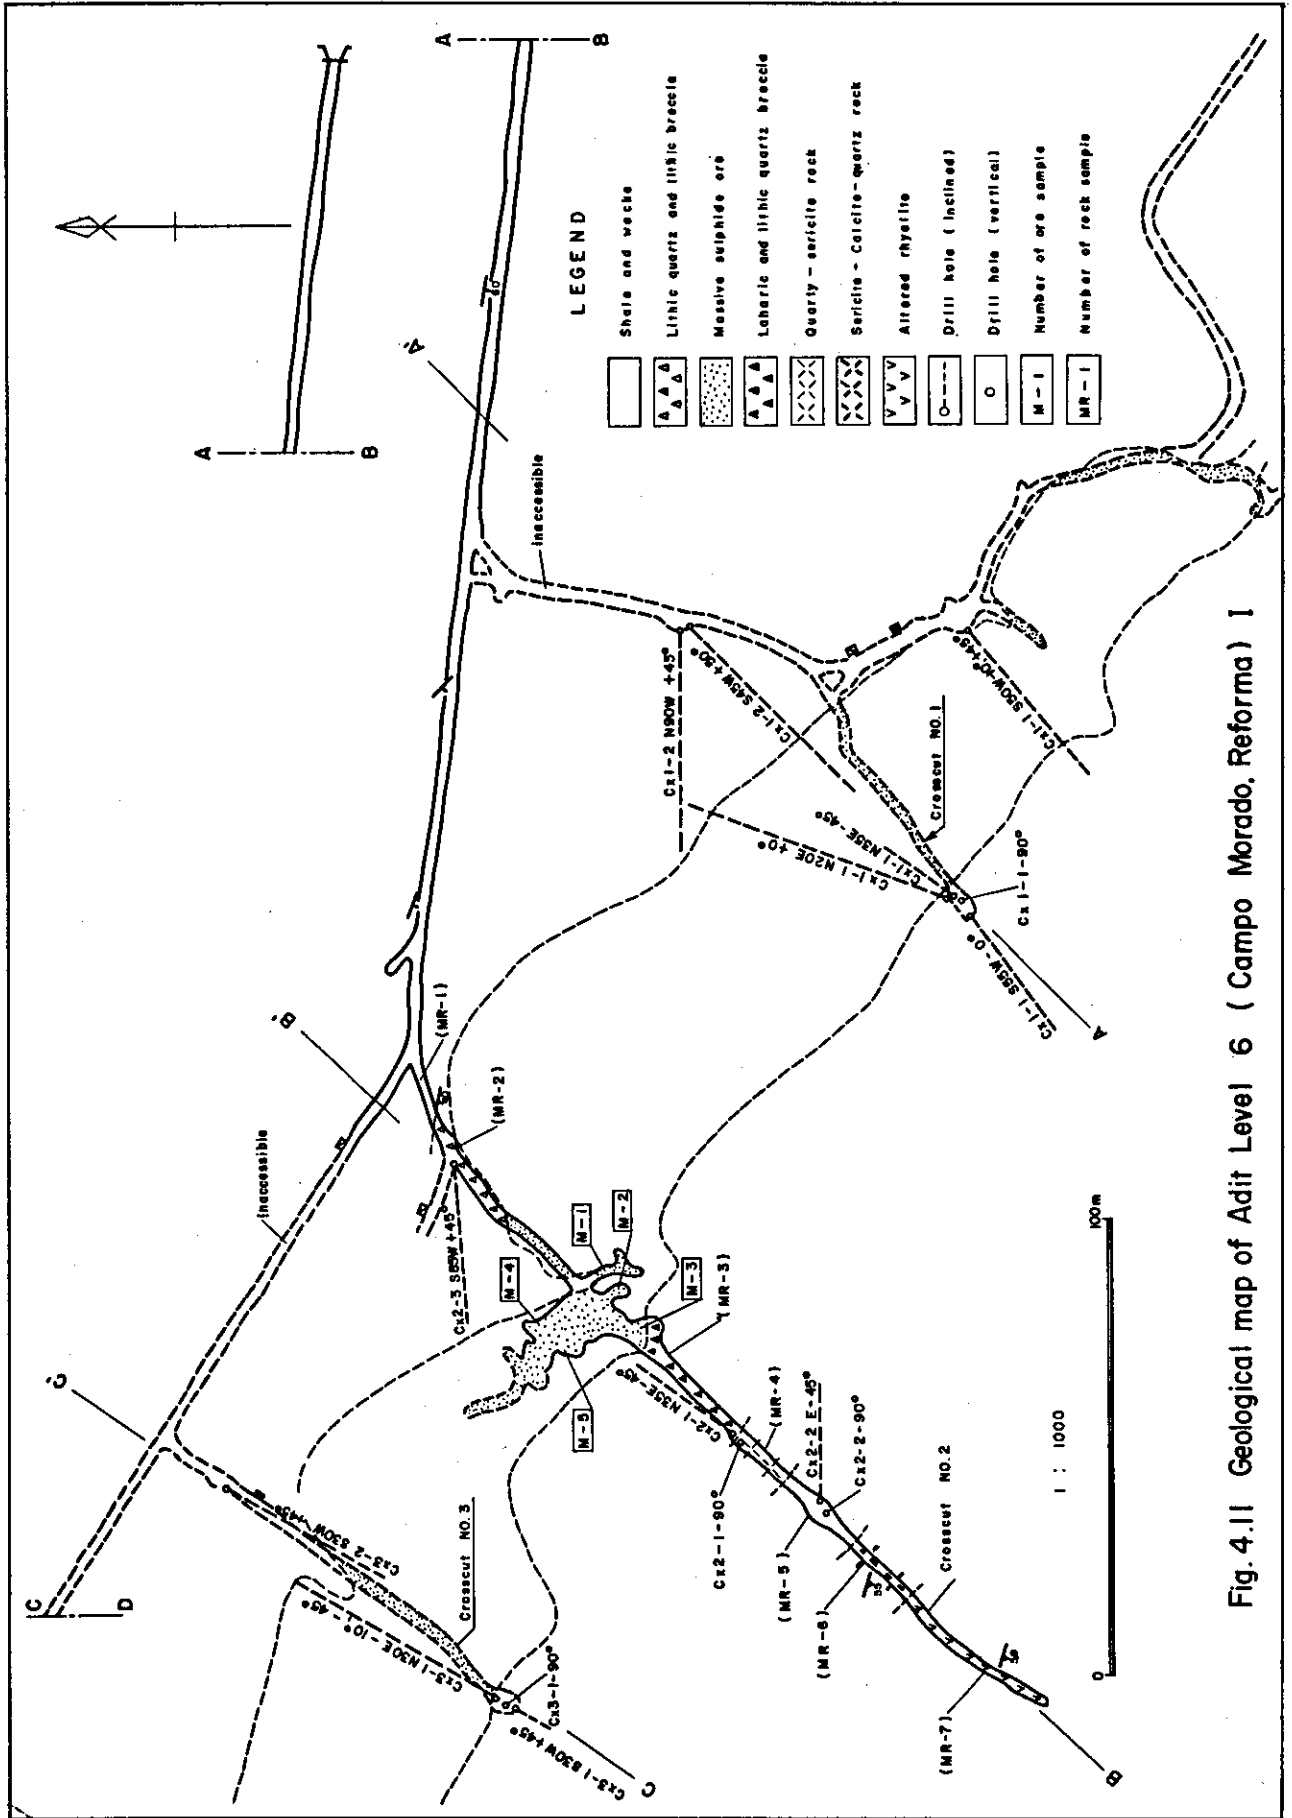 A
B
A
B
LEGEND
Shale and wacke
Lithic quartz and lithic breccia
Massive sulphide ore
Laharic and lithic quartz breccia
Quarty - sericite rock
Sericite - Calcite - quartz rock
Altered rhyolite
Drill hole (inclined)
Drill hole (vertical)
M - 1 Number of ore sample
MR - 1 Number of rock sample
60
A'
Inaccessible
Cx1-2 N90W +45°
Cx1-2 S45W +50°
Cx1-1 N20E +0°
Cx1-1 N35E -45°
Crosscut NO.1
Cx1-1-90°
Cx1-1 S55W - 0°
A
B'
(MR-1)
(MR-2)
Inaccessible
Cx2-3 S85W +45°
M-1
M-2
M-3
M-4
M-5
(MR-3)
Cx2-1 N35E-45°
(MR-4)
Cx2-2 E-45°
Cx2-1-90°
Cx2-2-90°
(MR-5)
(MR-6)
55
Crosscut NO.2
(MR-7)
B
C'
C
D
Cx3-2 S30W +45°
Crosscut NO.3
Cx3-1 N30E -10° -45°
Cx3-1-90°
Cx3-1 S30W +45°
C
0
100m
1 : 1000
Fig. 4.11 Geological map of Adit Level 6 ( Campo Morado, Reforma ) I